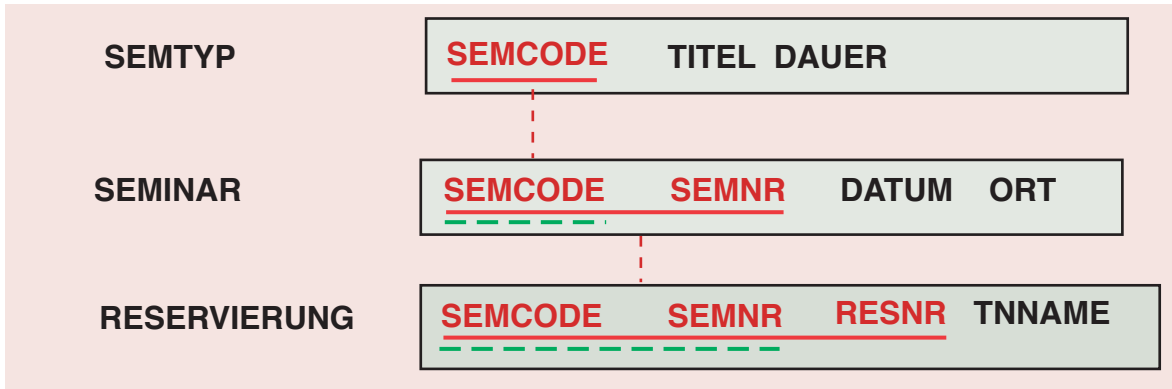 SEMTYP SEMCODE TITEL DAUER
SEMINAR SEMCODE SEMNR DATUM ORT
RESERVIERUNG SEMCODE SEMNR RESNR TNNAME